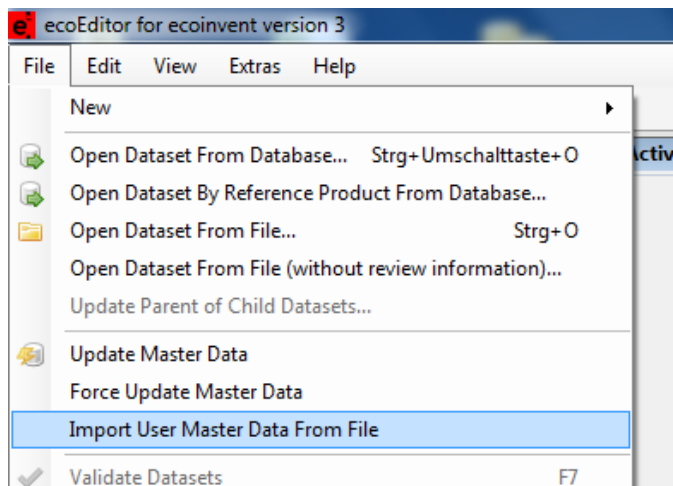 e: ecoEditor for ecoinvent version 3
File Edit View Extras Help
New
Open Dataset From Database... Strg+Umschalttaste+O
Open Dataset By Reference Product From Database...
Open Dataset From File... Strg+O
Open Dataset From File (without review information)...
Update Parent of Child Datasets...
Update Master Data
Force Update Master Data
Import User Master Data From File
Validate Datasets F7